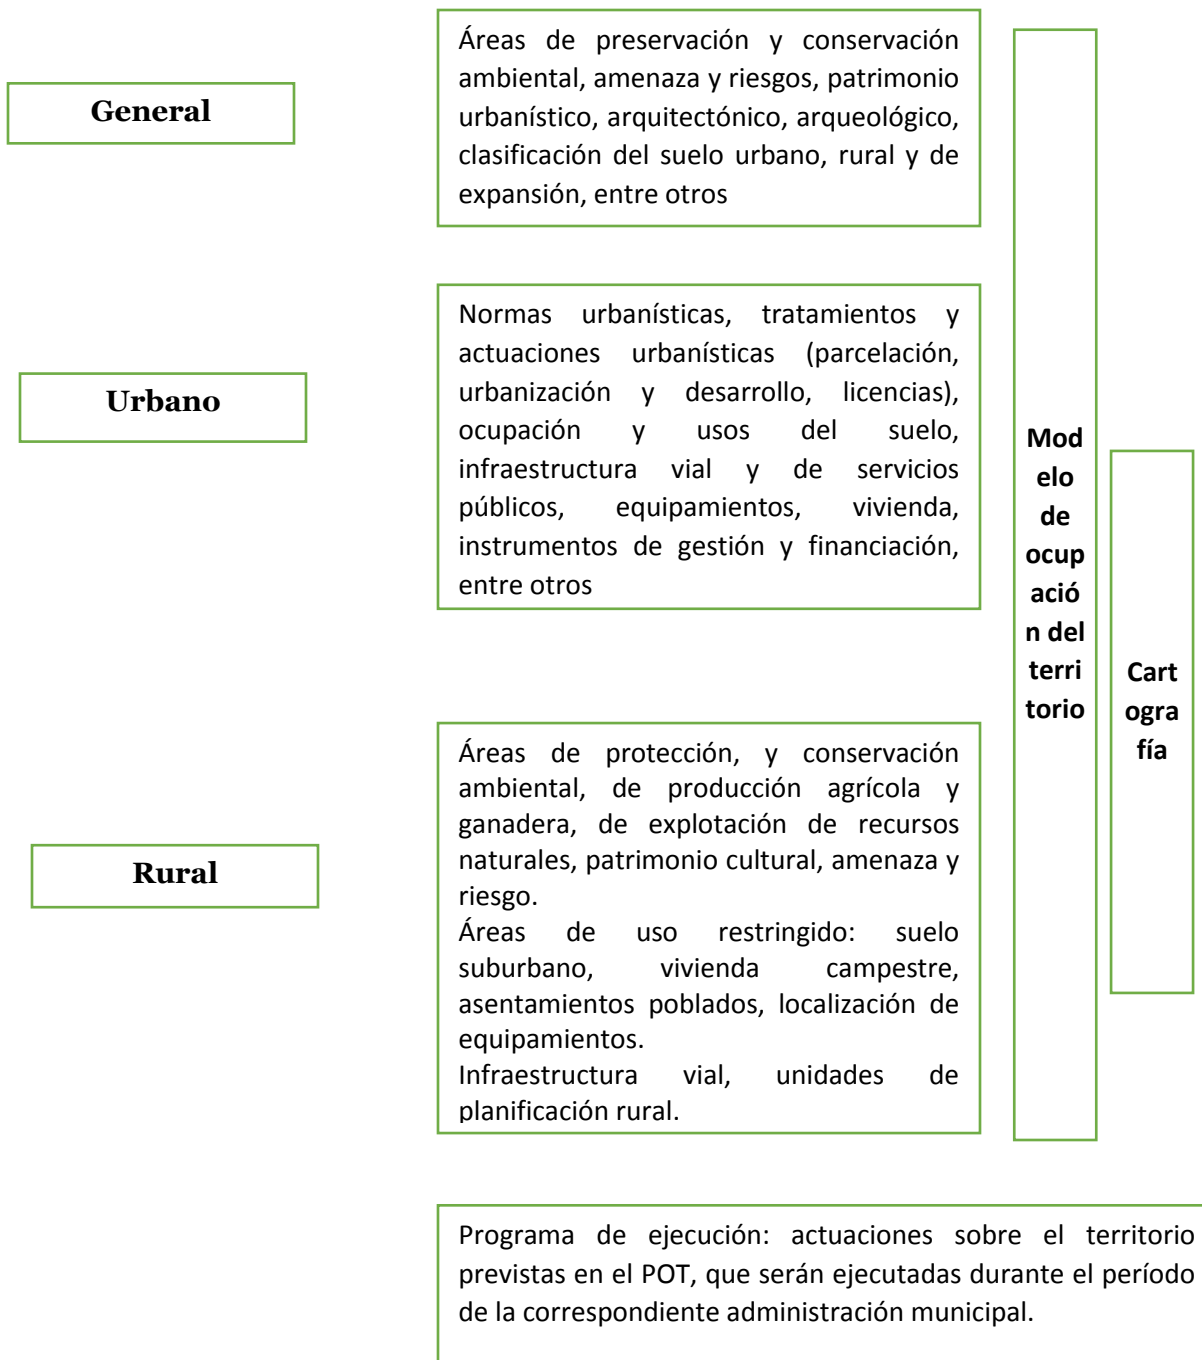 General
Áreas de preservación y conservación
ambiental, amenaza y riesgos, patrimonio
urbanístico, arquitectónico, arqueológico,
clasificación del suelo urbano, rural y de
expansión, entre otros
Urbano
Normas urbanísticas, tratamientos y
actuaciones urbanísticas (parcelación,
urbanización y desarrollo, licencias),
ocupación y usos del suelo,
infraestructura vial y de servicios
públicos, equipamientos, vivienda,
instrumentos de gestión y financiación,
entre otros
Rural
Áreas de protección, y conservación
ambiental, de producción agrícola y
ganadera, de explotación de recursos
naturales, patrimonio cultural, amenaza y
riesgo.
Áreas de uso restringido: suelo
suburbano, vivienda campestre,
asentamientos poblados, localización de
equipamientos.
Infraestructura vial, unidades de
planificación rural.
Mod
elo
de
ocup
ació
n del
terri
torio
Cart
ogra
fía
Programa de ejecución: actuaciones sobre el territorio
previstas en el POT, que serán ejecutadas durante el período
de la correspondiente administración municipal.